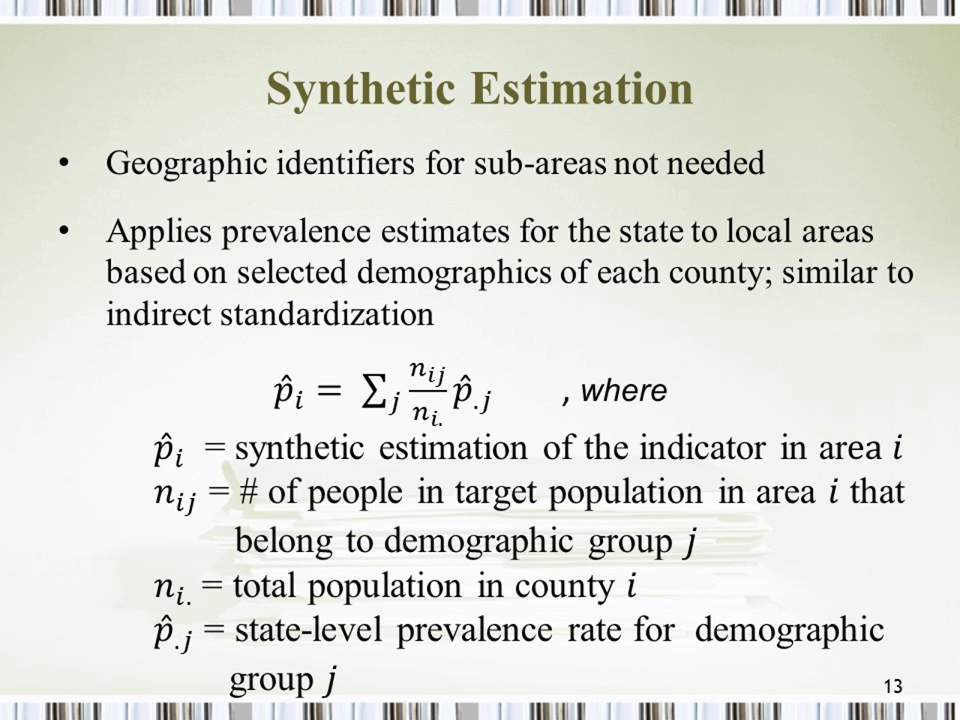 Synthetic Estimation
• Geographic identifiers for sub-areas not needed
• Applies prevalence estimates for the state to local areas
based on selected demographics of each county; similar to
indirect standardization
p̂ᵢ = ∑ⱼ nᵢⱼ/nᵢ. p̂.ⱼ , where
p̂ᵢ = synthetic estimation of the indicator in area i
nᵢⱼ = # of people in target population in area i that
belong to demographic group j
nᵢ. = total population in county i
p̂.ⱼ = state-level prevalence rate for demographic
group j
13